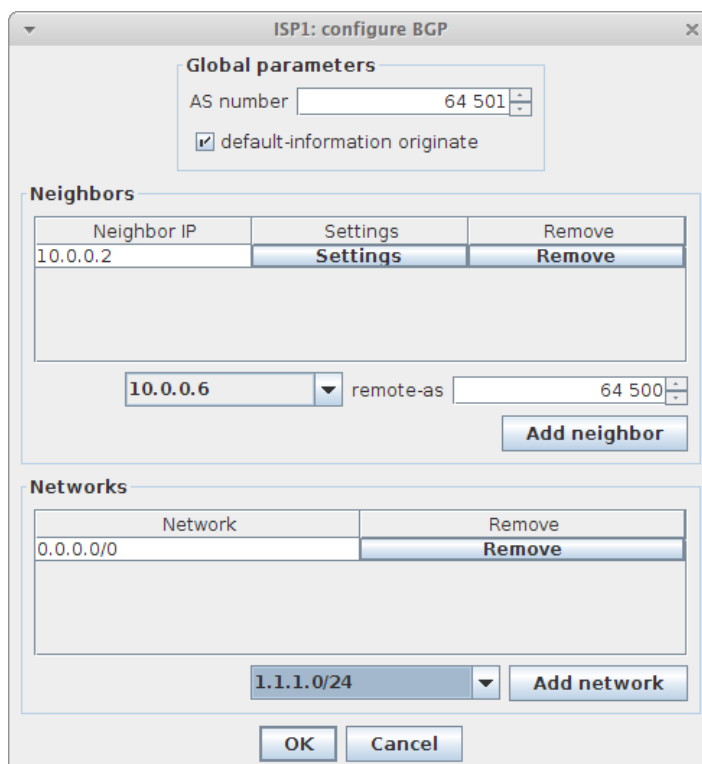 ISP1: configure BGP
Global parameters
AS number 64 501
default-information originate
Neighbors
Neighbor IP Settings Remove
10.0.0.2 Settings Remove
10.0.0.6 remote-as 64 500
Add neighbor
Networks
Network Remove
0.0.0.0/0 Remove
1.1.1.0/24 Add network
OK Cancel